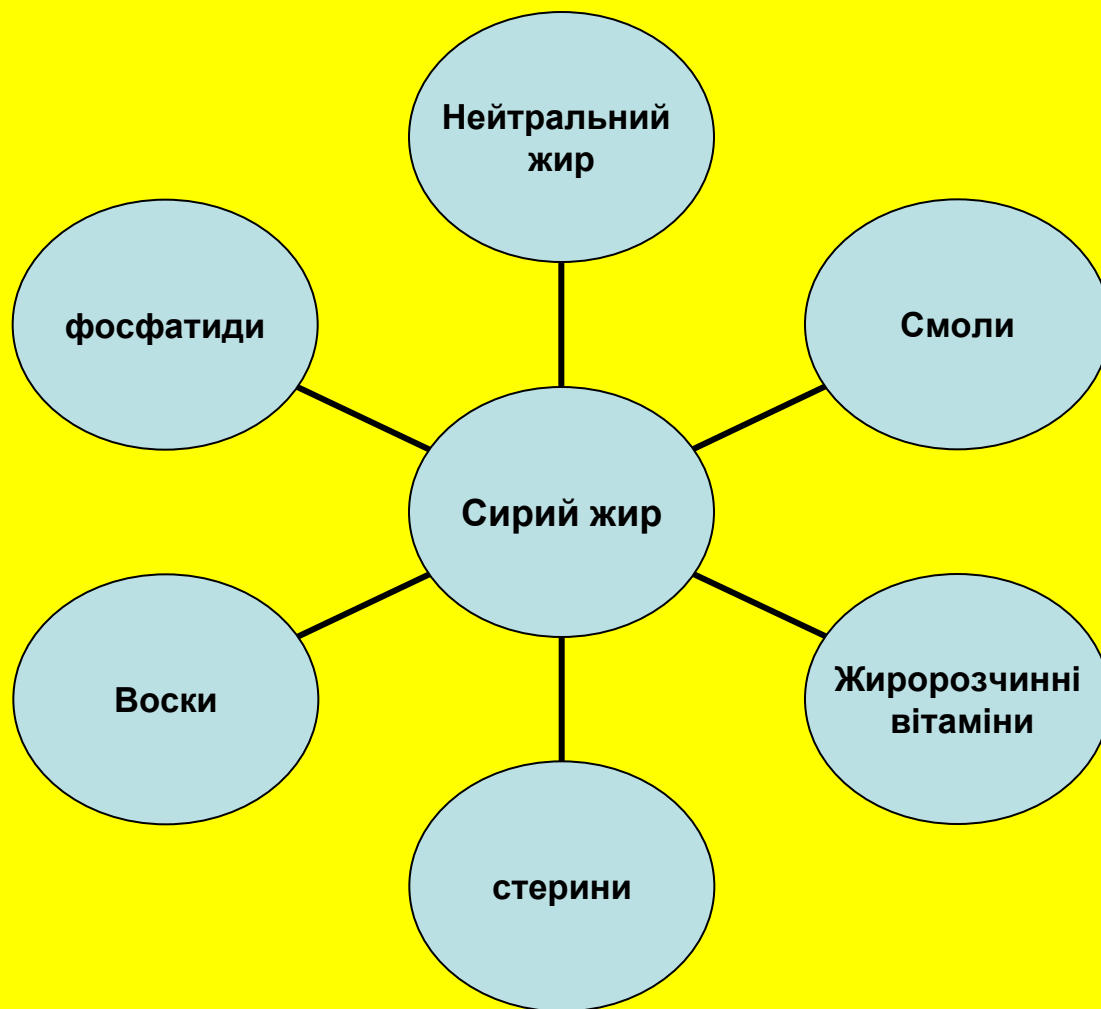 Нейтральний
жир
фосфатиди
Смоли
Сирий жир
Воски
Жиророзчинні
вітаміни
стерини